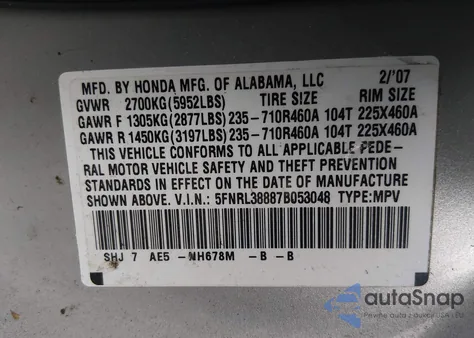 MFD. BY HONDA MFG. OF ALABAMA, LLC 2/'07
GVWR 2700KG(5952LBS) TIRE SIZE RIM SIZE
GAWR F 1305KG(2877LBS) 235-710R460A 104T 225X460A
GAWR R 1450KG(3197LBS) 235-710R460A 104T 225X460A
THIS VEHICLE CONFORMS TO ALL APPLICABLE FEDE-
RAL MOTOR VEHICLE SAFETY AND THEFT PREVENTION
STANDARDS IN EFFECT ON THE DATE OF MANUFACTURE
SHOWN ABOVE. V.I.N.: 5FNRL38887B053048 TYPE:MPV
SHJ 7 AE5 -NH678M -B -B
autoSnap
Pewne auto z USA